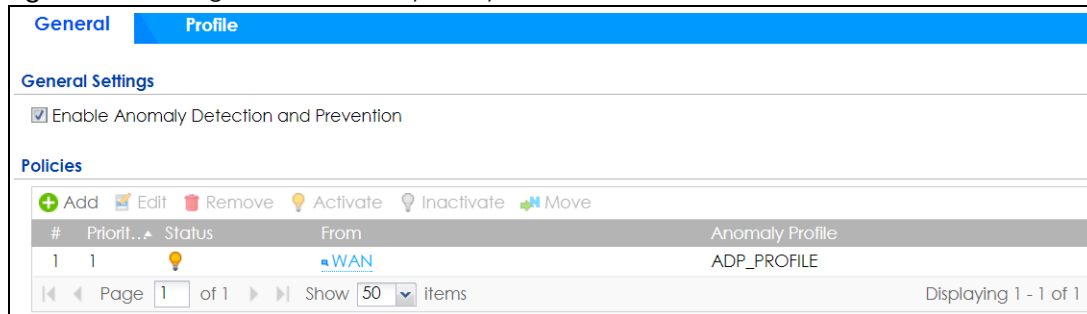 General Profile
General Settings
Enable Anomaly Detection and Prevention
Policies
Add Edit Remove Activate Inactivate Move
# Priorit... Status From Anomaly Profile
1 1 WAN ADP_PROFILE
Page 1 of 1 Show 50 items Displaying 1 - 1 of 1